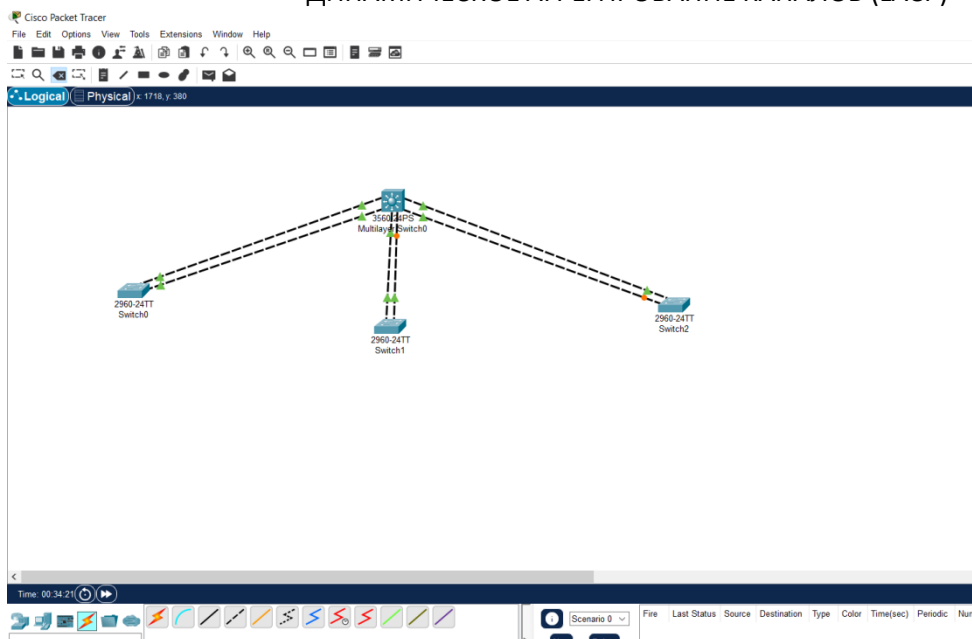 Cisco Packet Tracer
File Edit Options View Tools Extensions Window Help
Logical Physical x: 1718, y: 380
3560-24PS
Multilayer Switch0
2960-24TT
Switch0
2960-24TT
Switch1
2960-24TT
Switch2
Time: 00:34:21
Scenario 0
Fire Last Status Source Destination Type Color Time(sec) Periodic